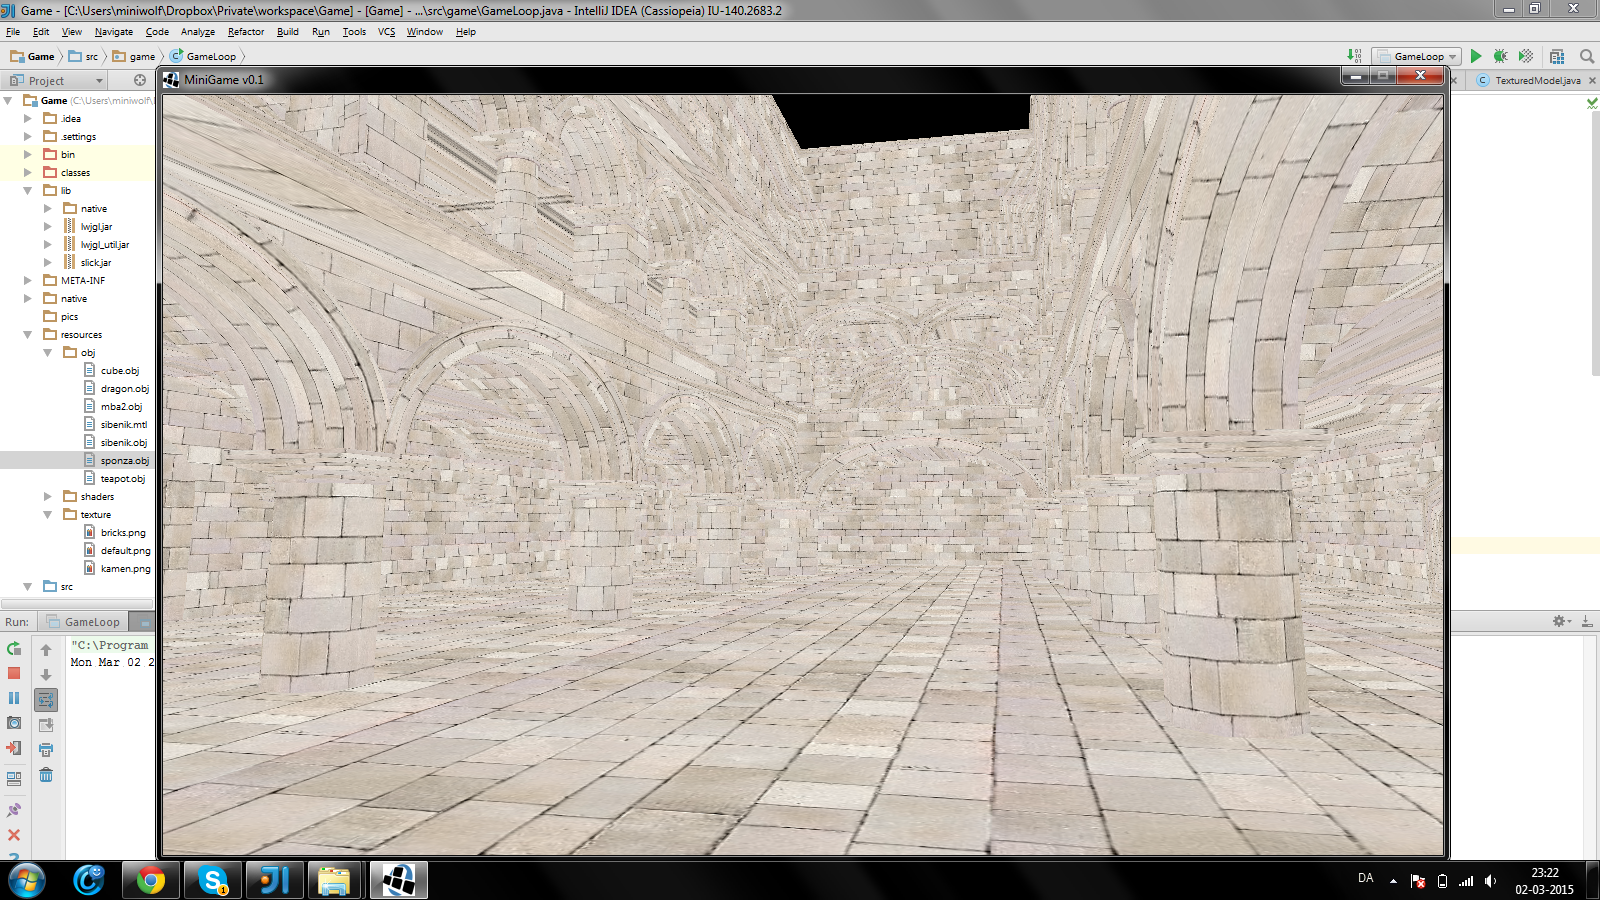 Game - [C:\Users\miniwolf\Dropbox\Private\workspace\Game] - [Game] - ...\src\game\GameLoop.java - IntelliJ IDEA (Cassiopeia) IU-140.2683.2
File Edit View Navigate Code Analyze Refactor Build Run Tools VCS Window Help
Game src game GameLoop GameLoop
Project
MiniGame v0.1
TexturedModel.java
Game (C:\Users\miniwolf\
.idea
.settings
bin
classes
lib
native
lwjgl.jar
lwjgl_util.jar
slick.jar
META-INF
native
pics
resources
obj
cube.obj
dragon.obj
mba2.obj
sibenik.mtl
sibenik.obj
sponza.obj
teapot.obj
shaders
texture
bricks.png
default.png
kamen.png
src
Run: GameLoop
"C:\Program
Mon Mar 02 2
DA
23:22
02-03-2015